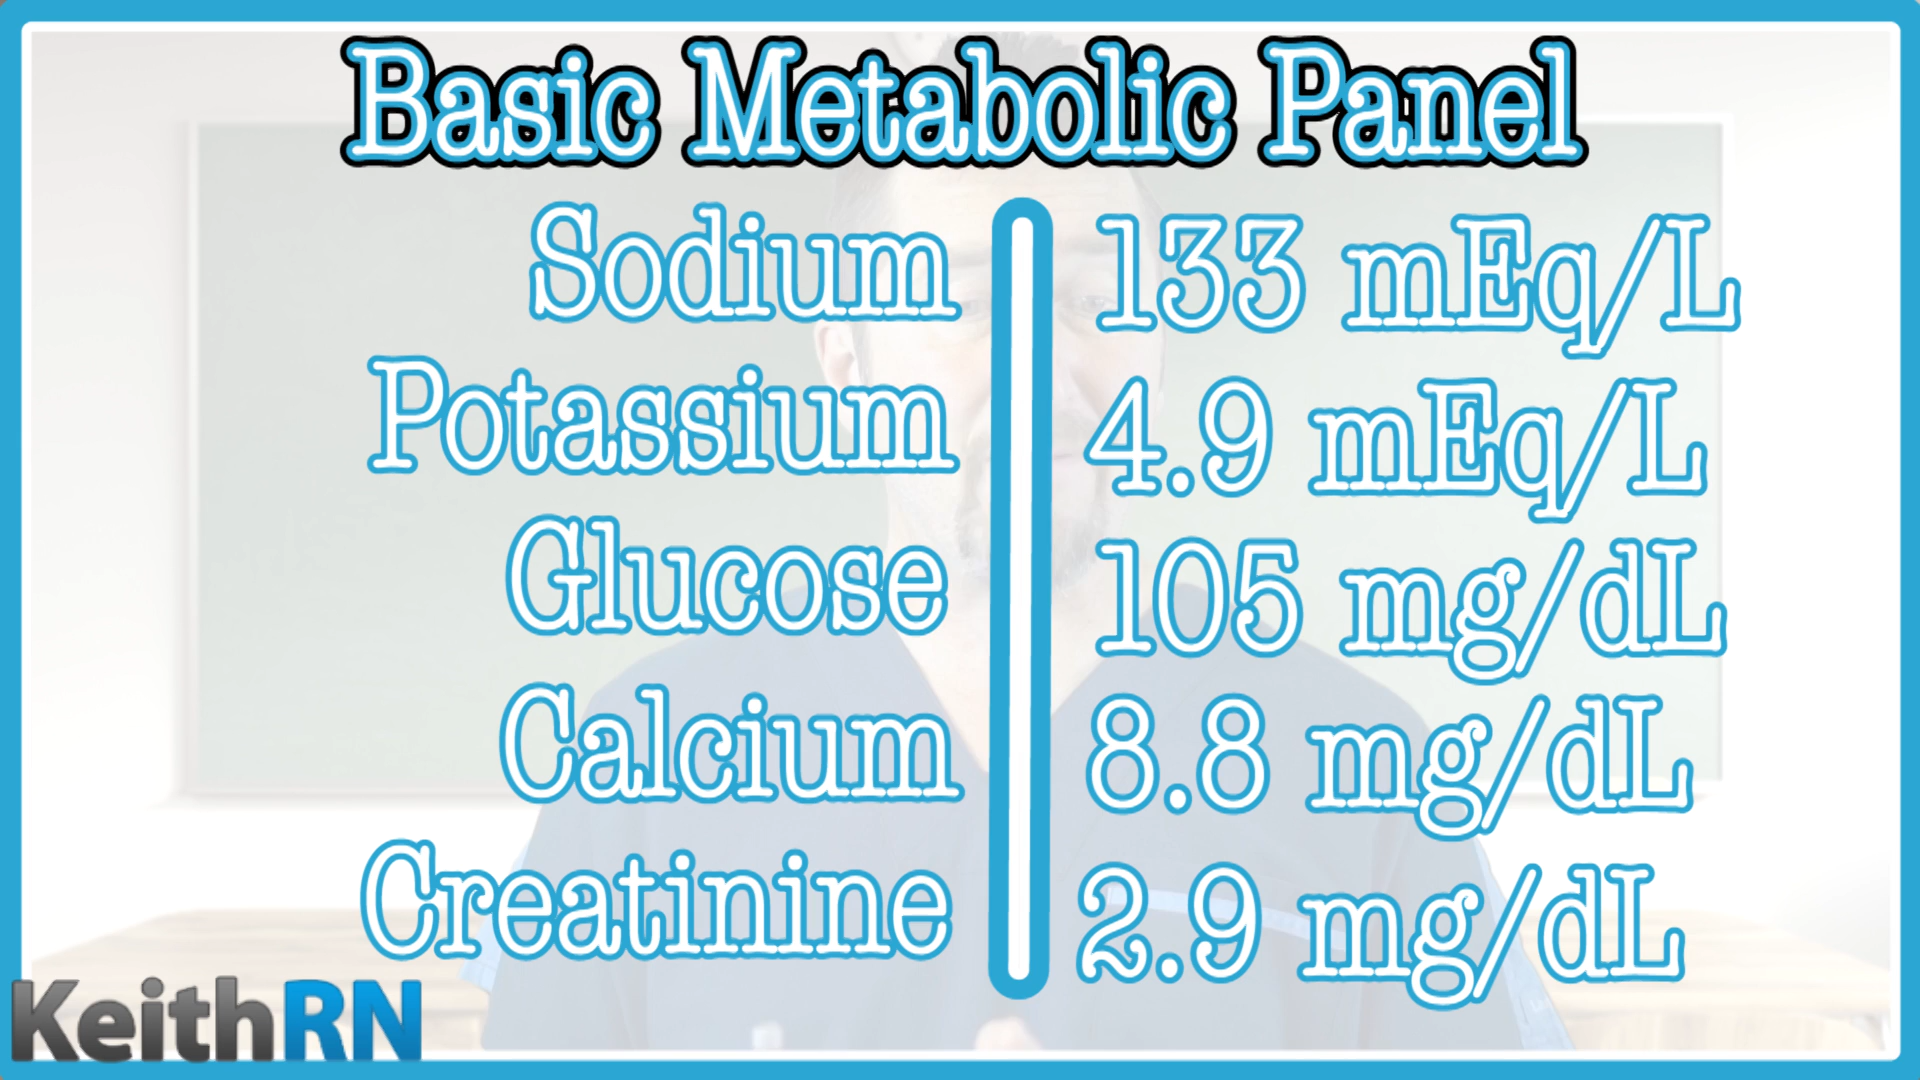 Basic Metabolic Panel
Sodium 133 mEq/L
Potassium 4.9 mEq/L
Glucose 105 mg/dL
Calcium 8.8 mg/dL
Creatinine 2.9 mg/dL
KeithRN